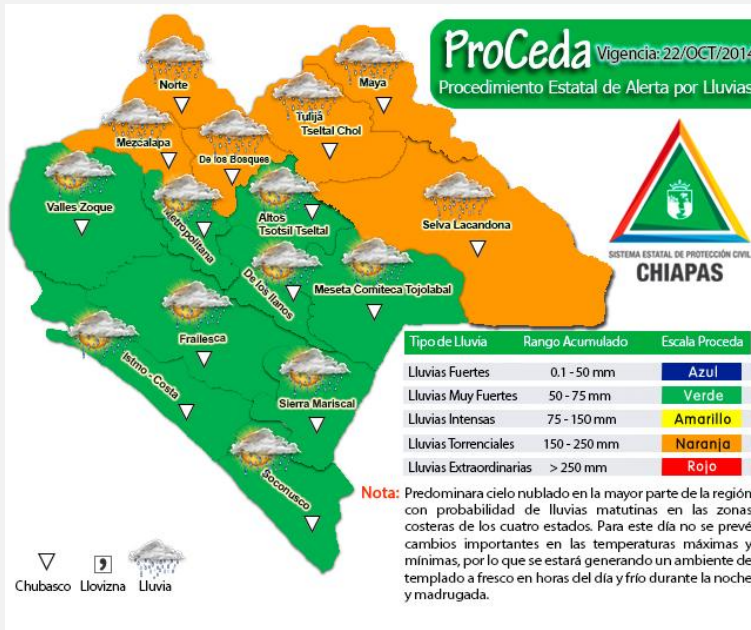 ProCeda Vigencia: 22/OCT/2014
Procedimiento Estatal de Alerta por Lluvias
Norte
Maya
Tulijá
Tseltal Chol
Mezcalapa
De los Bosques
Valles Zoque
Metropolitana
Altos
Tsotsil Tseltal
Selva Lacandona
De los llanos
Meseta Comiteca Tojolabal
Frailesca
Istmo - Costa
Sierra Mariscal
Soconusco
SISTEMA ESTATAL DE PROTECCIÓN CIVIL
CHIAPAS
Tipo de Lluvia Rango Acumulado Escala Proceda
Lluvias Fuertes 0.1 - 50 mm Azul
Lluvias Muy Fuertes 50 - 75 mm Verde
Lluvias Intensas 75 - 150 mm Amarillo
Lluvias Torrenciales 150 - 250 mm Naranja
Lluvias Extraordinarias > 250 mm Rojo
Nota: Predominara cielo nublado en la mayor parte de la región
con probabilidad de lluvias matutinas en las zonas
costeras de los cuatro estados. Para este día no se prevé
cambios importantes en las temperaturas máximas y
mínimas, por lo que se estará generando un ambiente de
templado a fresco en horas del día y frío durante la noche
y madrugada.
Chubasco Llovizna Lluvia